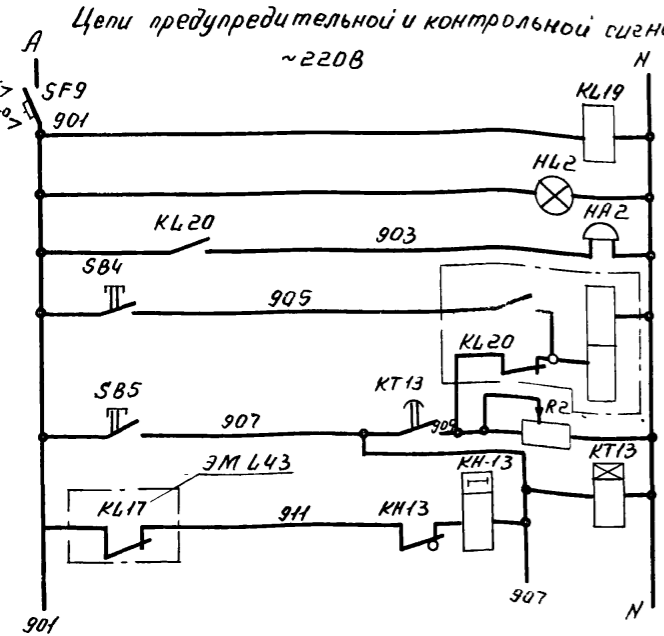 Цепи предупредительной и контрольной
~220В
A
N
SF9
KL19
901
HL2
KL20
903
HA2
SB4
905
KL20
SB5
907
KT13
909
R2
KT13
ЭМ L43
KH-13
KL17
911
KH13
907
901
N